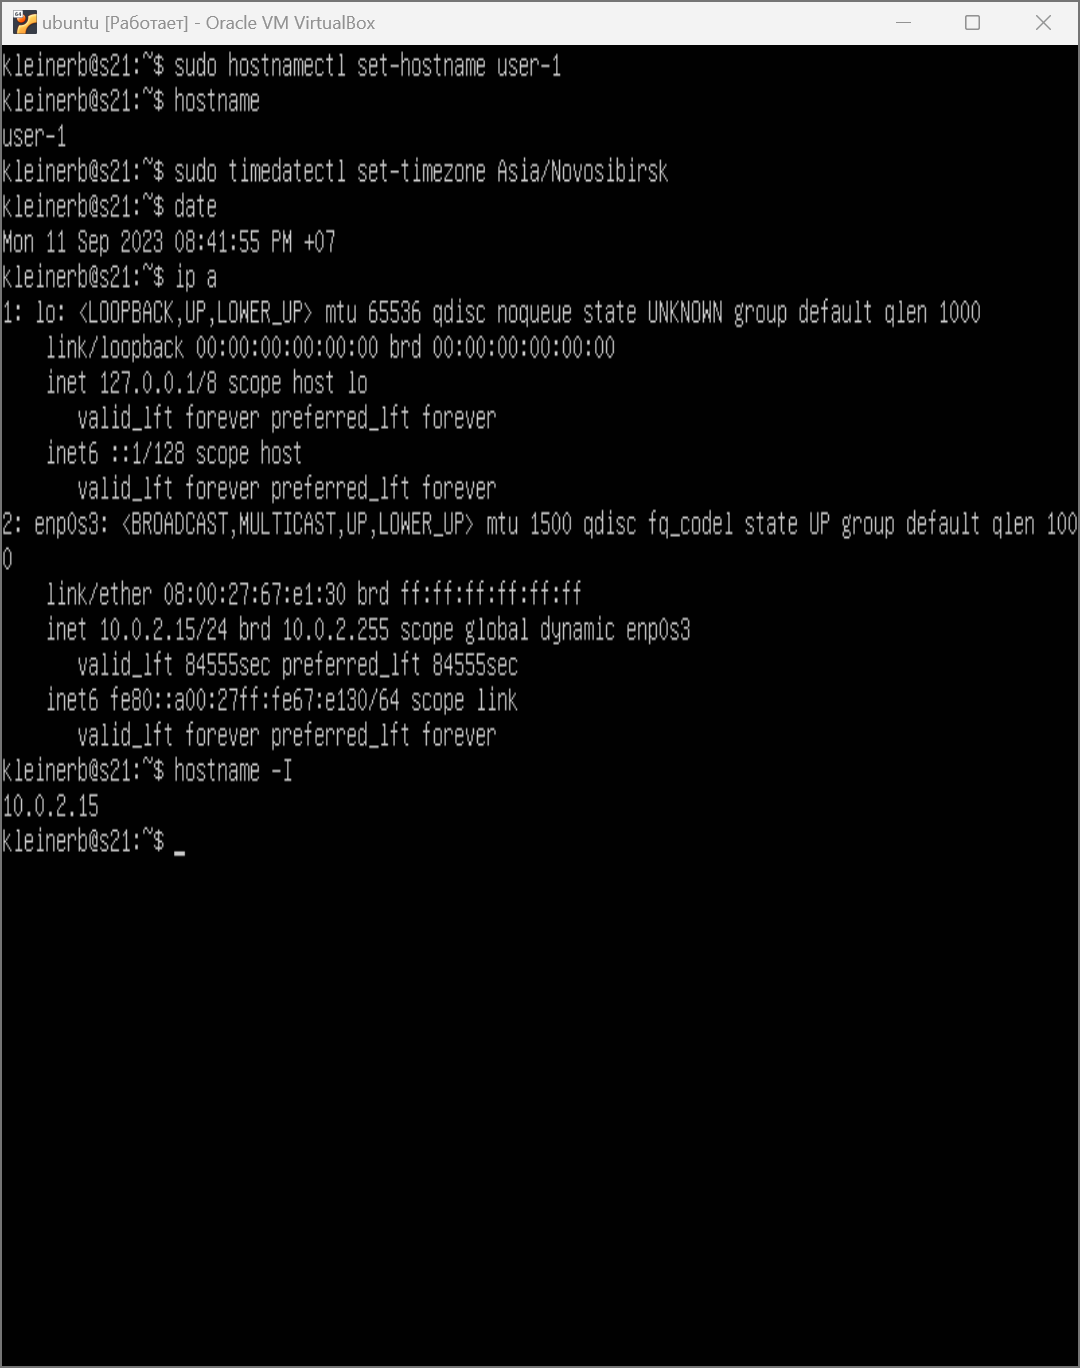 64
ubuntu [Работает] - Oracle VM VirtualBox
kleinerb@s21:~$ sudo hostnamectl set-hostname user-1
kleinerb@s21:~$ hostname
user-1
kleinerb@s21:~$ sudo timedatectl set-timezone Asia/Novosibirsk
kleinerb@s21:~$ date
Mon 11 Sep 2023 08:41:55 PM +07
kleinerb@s21:~$ ip a
1: lo: <LOOPBACK,UP,LOWER_UP> mtu 65536 qdisc noqueue state UNKNOWN group default qlen 1000
    link/loopback 00:00:00:00:00:00 brd 00:00:00:00:00:00
    inet 127.0.0.1/8 scope host lo
       valid_lft forever preferred_lft forever
    inet6 ::1/128 scope host
       valid_lft forever preferred_lft forever
2: enp0s3: <BROADCAST,MULTICAST,UP,LOWER_UP> mtu 1500 qdisc fq_codel state UP group default qlen 100
0
    link/ether 08:00:27:67:e1:30 brd ff:ff:ff:ff:ff:ff
    inet 10.0.2.15/24 brd 10.0.2.255 scope global dynamic enp0s3
       valid_lft 84555sec preferred_lft 84555sec
    inet6 fe80::a00:27ff:fe67:e130/64 scope link
       valid_lft forever preferred_lft forever
kleinerb@s21:~$ hostname -I
10.0.2.15
kleinerb@s21:~$ _